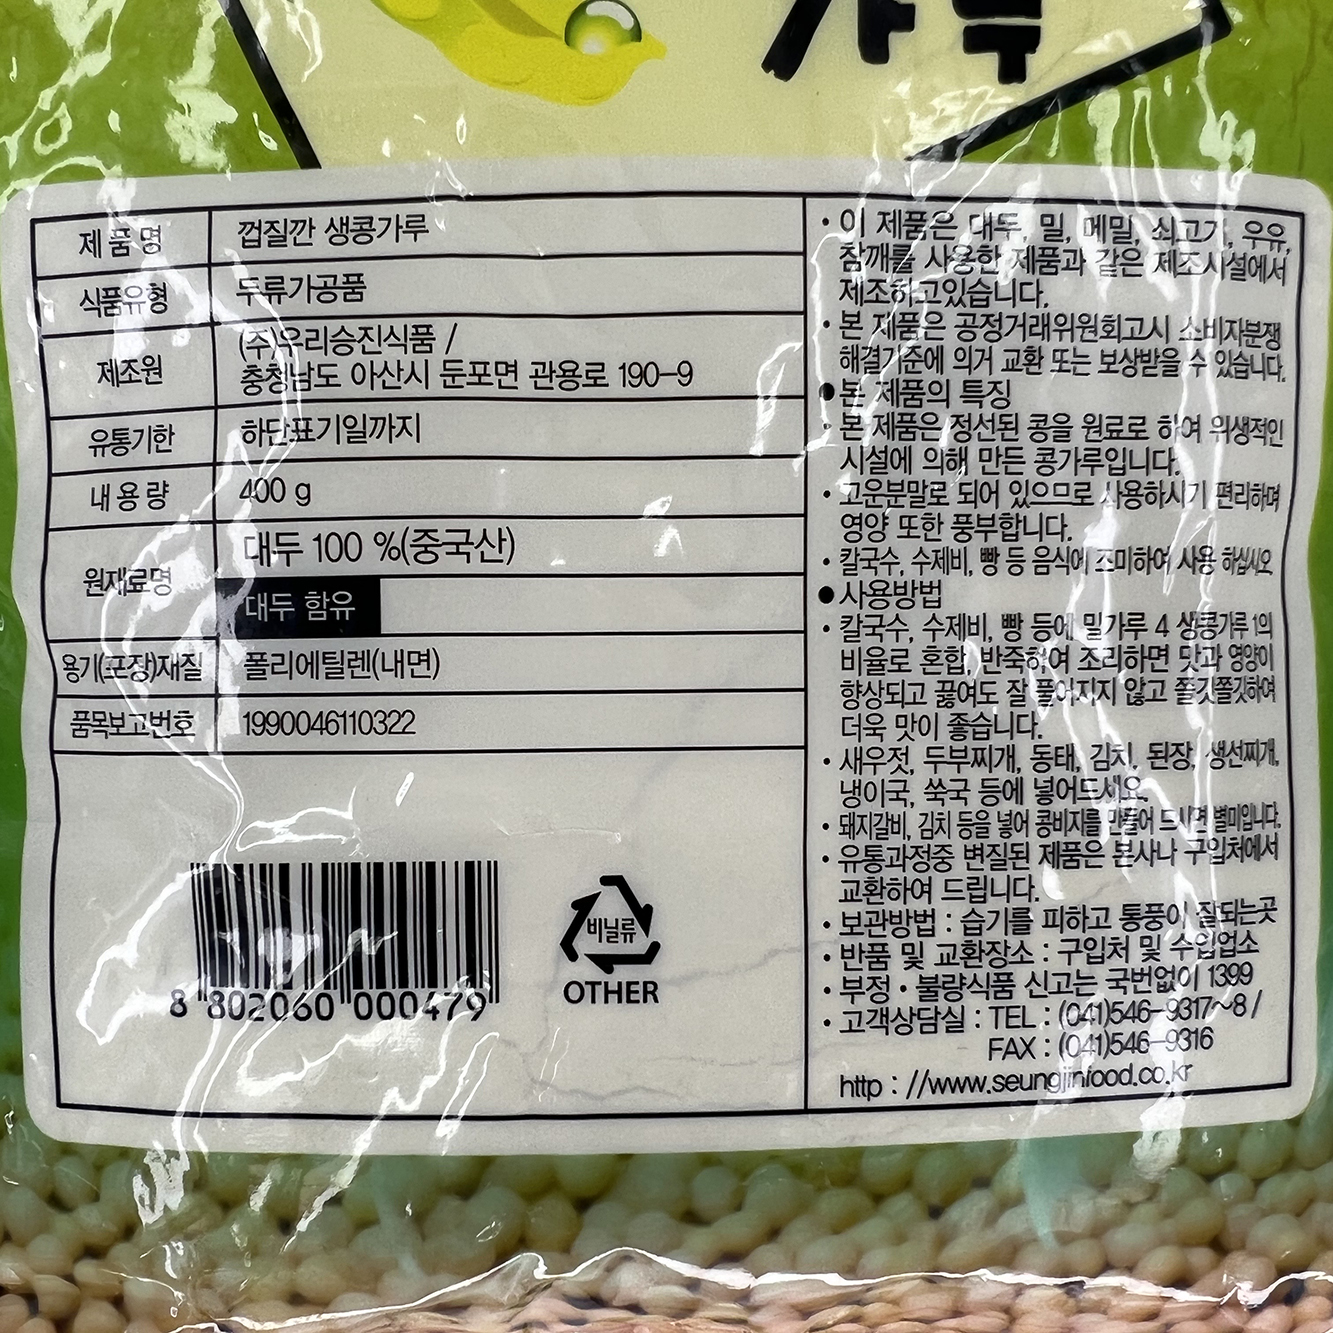 가루
제품명 껍질깐 생콩가루
식품유형 두류가공품
제조원 (주)우리승진식품 /
충청남도 아산시 둔포면 관용로 190-9
유통기한 하단표기일까지
내용량 400 g
원재료명 대두 100 %(중국산)
대두 함유
용기(포장)재질 폴리에틸렌(내면)
품목보고번호 1990046110322
8 802060 000479
비닐류
OTHER
• 이 제품은 대두, 밀, 메밀, 쇠고기, 우유,
참깨를 사용한 제품과 같은 제조시설에서
제조하고있습니다.
• 본 제품은 공정거래위원회고시 소비자분쟁
해결기준에 의거 교환 또는 보상받을 수 있습니다.
● 본 제품의 특징
• 본 제품은 정선된 콩을 원료로 하여 위생적인
시설에 의해 만든 콩가루입니다.
• 고운분말로 되어 있으므로 사용하시기 편리하며
영양 또한 풍부합니다.
• 칼국수, 수제비, 빵 등 음식에 조미하여 사용 하십시오
● 사용방법
• 칼국수, 수제비, 빵 등에 밀가루 4 생콩가루 1의
비율로 혼합, 반죽하여 조리하면 맛과 영양이
향상되고 끓여도 잘 풀어지지 않고 쫄깃쫄깃하여
더욱 맛이 좋습니다.
• 새우젓, 두부찌개, 동태, 김치, 된장, 생선찌개,
냉이국, 쑥국 등에 넣어드세요.
• 돼지갈비, 김치 등을 넣어 콩비지를 만들어 드시면 별미입니다.
• 유통과정중 변질된 제품은 본사나 구입처에서
교환하여 드립니다.
• 보관방법 : 습기를 피하고 통풍이 잘되는곳
• 반품 및 교환장소 : 구입처 및 수입업소
• 부정 • 불량식품 신고는 국번없이 1399
• 고객상담실 : TEL : (041)546-9317~8 /
FAX : (041)546-9316
http : //www.seungjinfood.co.kr